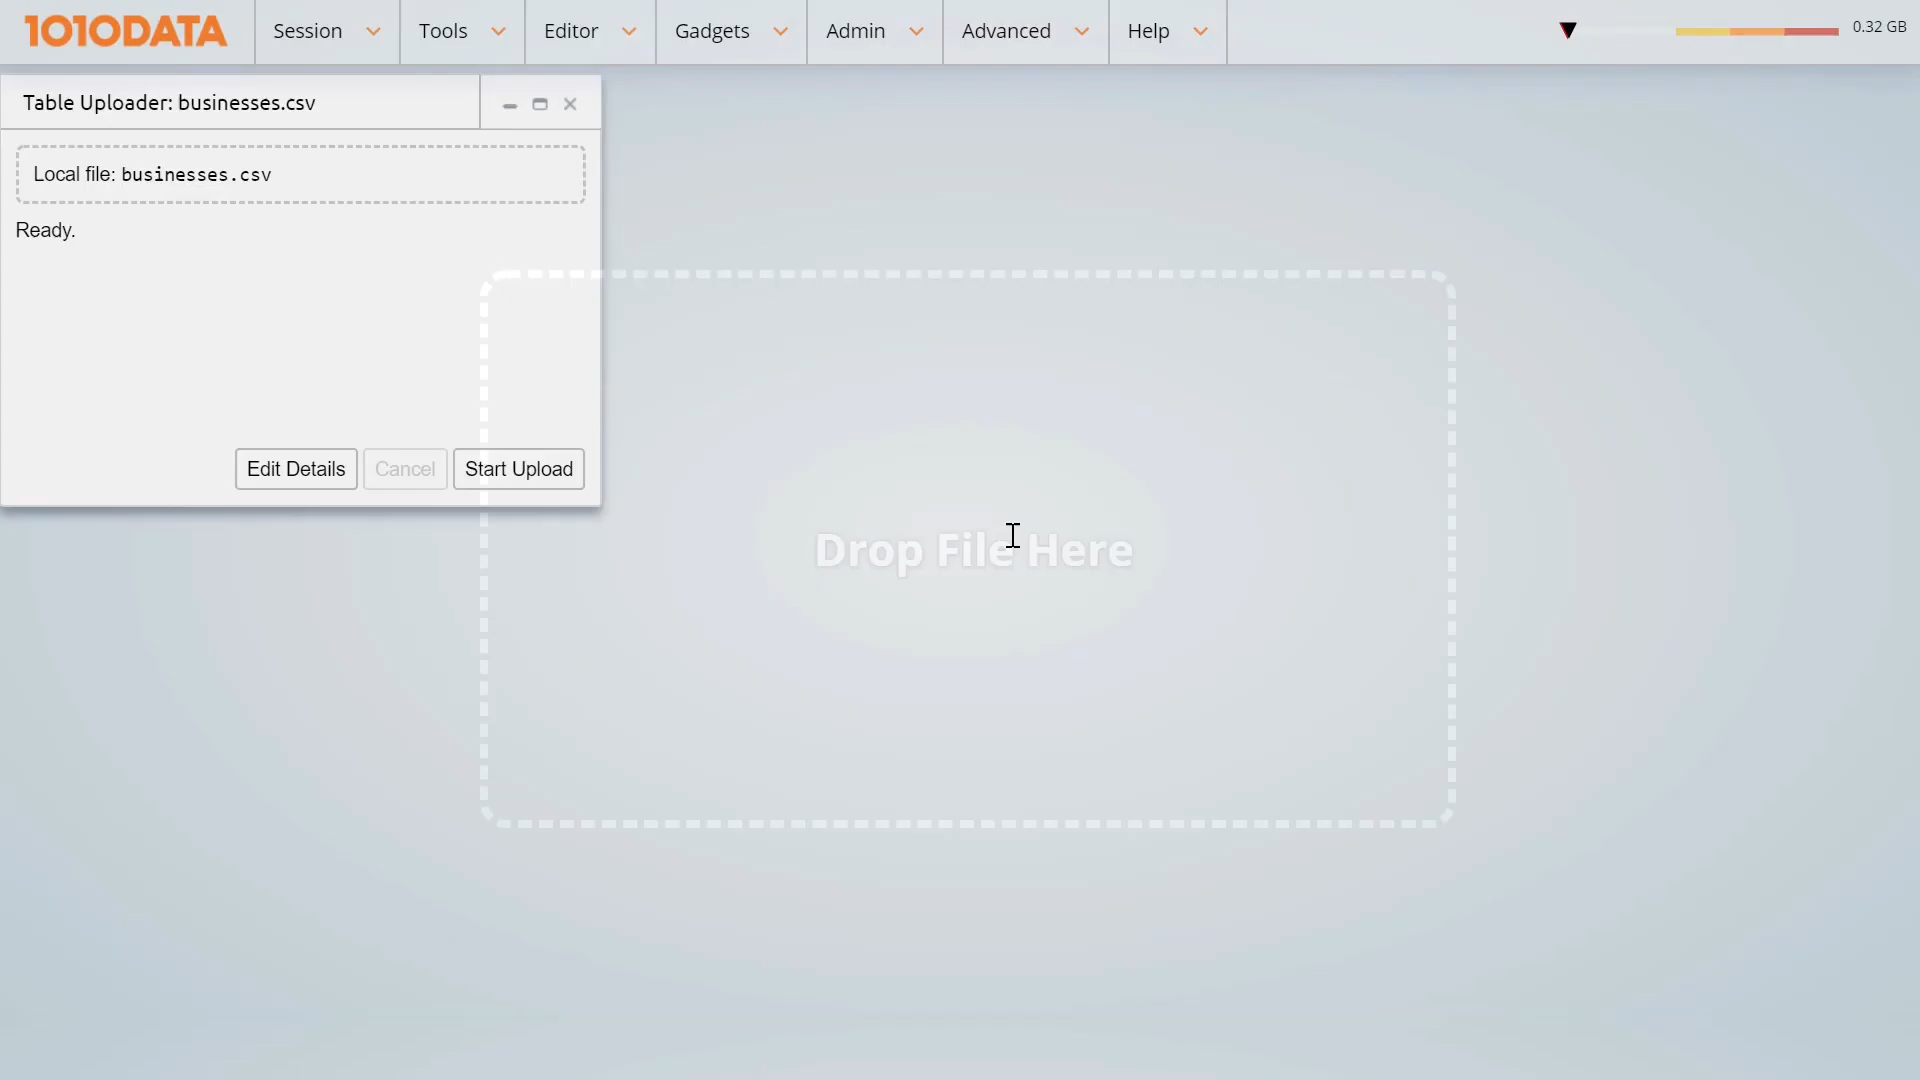 1010DATA
Session
Tools
Editor
Gadgets
Admin
Advanced
Help
0.32 GB
Table Uploader: businesses.csv
Local file: businesses.csv
Ready.
Edit Details
Cancel
Start Upload
Drop File Here